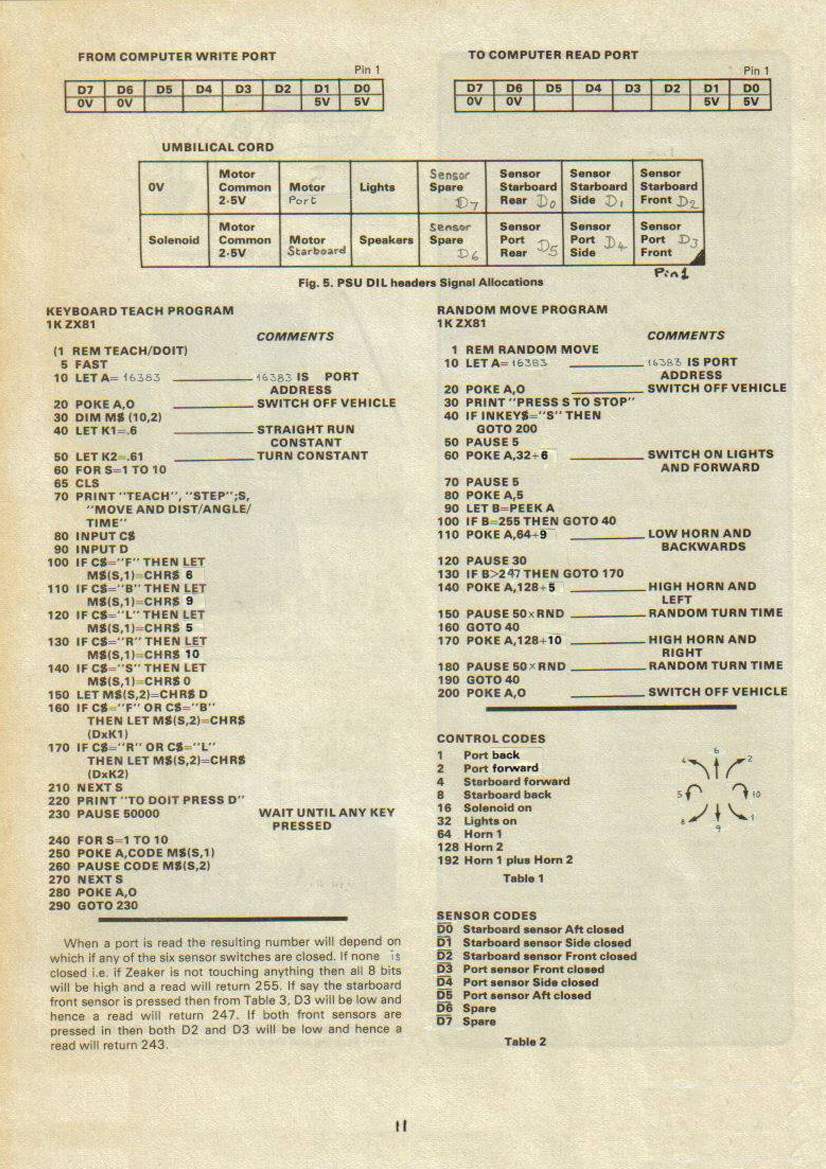 FROM COMPUTER WRITE PORT
Pin 1
D7 D6 D5 D4 D3 D2 D1 D0
0V 0V 5V 5V
TO COMPUTER READ PORT
Pin 1
D7 D6 D5 D4 D3 D2 D1 D0
0V 0V 5V 5V
UMBILICAL CORD
0V
Motor Common 2·5V
Motor Port
Lights
Sensor Spare D7
Sensor Starboard Rear D0
Sensor Starboard Side D1
Sensor Starboard Front D2
Solenoid
Motor Common 2·5V
Motor Starboard
Speakers
Sensor Spare D6
Sensor Port Rear D5
Sensor Port Side D4
Sensor Port Front D3
Pin1
Fig. 5. PSU DIL headers Signal Allocations
KEYBOARD TEACH PROGRAM
1K ZX81
COMMENTS
(1 REM TEACH/DOIT)
5 FAST
10 LET A= 16383 16383 IS PORT
ADDRESS
20 POKE A,O SWITCH OFF VEHICLE
30 DIM M$ (10,2)
40 LET K1=.6 STRAIGHT RUN
CONSTANT
50 LET K2=.61 TURN CONSTANT
60 FOR S=1 TO 10
65 CLS
70 PRINT "TEACH", "STEP";S,
"MOVE AND DIST/ANGLE/
TIME"
80 INPUT C$
90 INPUT D
100 IF C$="F" THEN LET
M$(S,1)=CHR$ 6
110 IF C$="B" THEN LET
M$(S,1)=CHR$ 9
120 IF C$="L" THEN LET
M$(S,1)=CHR$ 5
130 IF C$="R" THEN LET
M$(S,1)=CHR$ 10
140 IF C$="S" THEN LET
M$(S,1)=CHR$ 0
150 LET M$(S,2)=CHR$ D
160 IF C$="F" OR C$="B"
THEN LET M$(S,2)=CHR$
(DxK1)
170 IF C$="R" OR C$="L"
THEN LET M$(S,2)=CHR$
(DxK2)
210 NEXT S
220 PRINT "TO DOIT PRESS D"
230 PAUSE 50000 WAIT UNTIL ANY KEY
PRESSED
240 FOR S=1 TO 10
250 POKE A,CODE M$(S,1)
260 PAUSE CODE M$(S,2)
270 NEXT S
280 POKE A,O
290 GOTO 230
When a port is read the resulting number will depend on
which if any of the six sensor switches are closed. If none is
closed i.e. if Zeaker is not touching anything then all 8 bits
will be high and a read will return 255. If say the starboard
front sensor is pressed then from Table 3, D3 will be low and
hence a read will return 247. If both front sensors are
pressed in then both D2 and D3 will be low and hence a
read will return 243.
RANDOM MOVE PROGRAM
1K ZX81
COMMENTS
1 REM RANDOM MOVE
10 LET A= 16383 16383 IS PORT
ADDRESS
20 POKE A,O SWITCH OFF VEHICLE
30 PRINT "PRESS S TO STOP"
40 IF INKEY$="S" THEN
GOTO 200
50 PAUSE 5
60 POKE A,32+6 SWITCH ON LIGHTS
AND FORWARD
70 PAUSE 5
80 POKE A,5
90 LET B=PEEK A
100 IF B=255 THEN GOTO 40
110 POKE A,64+9 LOW HORN AND
BACKWARDS
120 PAUSE 30
130 IF B>247 THEN GOTO 170
140 POKE A,128+5 HIGH HORN AND
LEFT
150 PAUSE 50×RND RANDOM TURN TIME
160 GOTO 40
170 POKE A,128+10 HIGH HORN AND
RIGHT
180 PAUSE 50×RND RANDOM TURN TIME
190 GOTO 40
200 POKE A,O SWITCH OFF VEHICLE
CONTROL CODES
1 Port back
2 Port forward
4 Starboard forward
8 Starboard back
16 Solenoid on
32 Lights on
64 Horn 1
128 Horn 2
192 Horn 1 plus Horn 2
Table 1
6
4 2
5 10
8 1
9
SENSOR CODES
D̅0̅ Starboard sensor Aft closed
D̅1̅ Starboard sensor Side closed
D̅2̅ Starboard sensor Front closed
D̅3̅ Port sensor Front closed
D̅4̅ Port sensor Side closed
D̅5̅ Port sensor Aft closed
D̅6̅ Spare
D̅7̅ Spare
Table 2
11